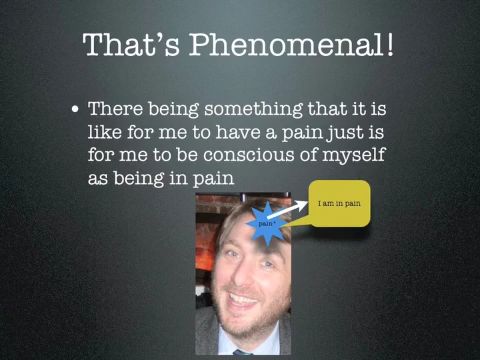 That's Phenomenal!
• There being something that it is
like for me to have a pain just is
for me to be conscious of myself
as being in pain
I am in pain
pain*